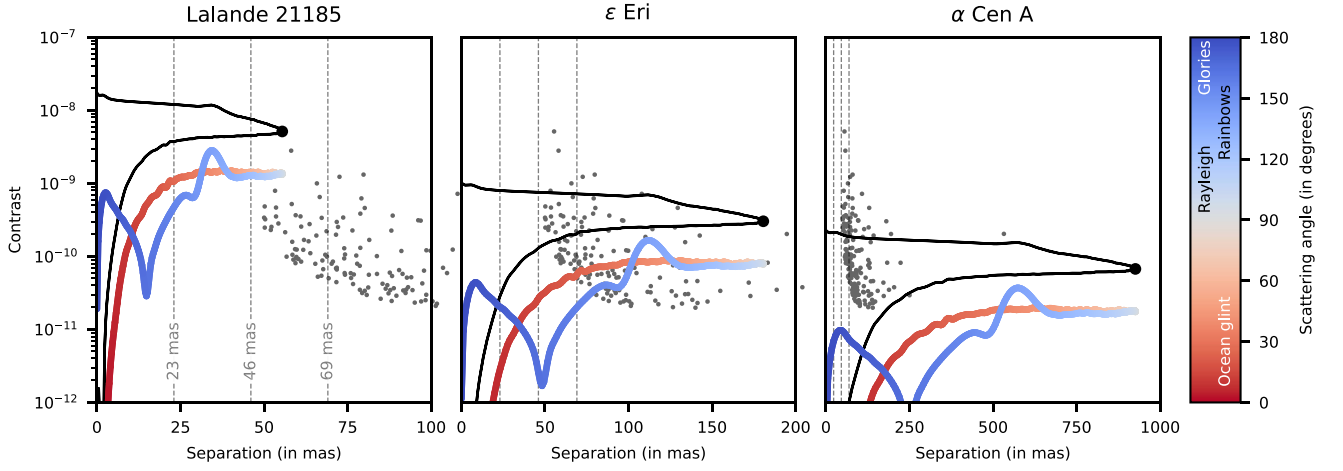 Lalande 21185
ε Eri
α Cen A
10⁻⁷
10⁻⁸
10⁻⁹
10⁻¹⁰
10⁻¹¹
10⁻¹²
Contrast
23 mas
46 mas
69 mas
0 25 50 75 100
0 50 100 150 200
0 250 500 750 1000
Separation (in mas)
Separation (in mas)
Separation (in mas)
Glories
Rainbows
Rayleigh
Ocean glint
180
150
120
90
60
30
0
Scattering angle (in degrees)